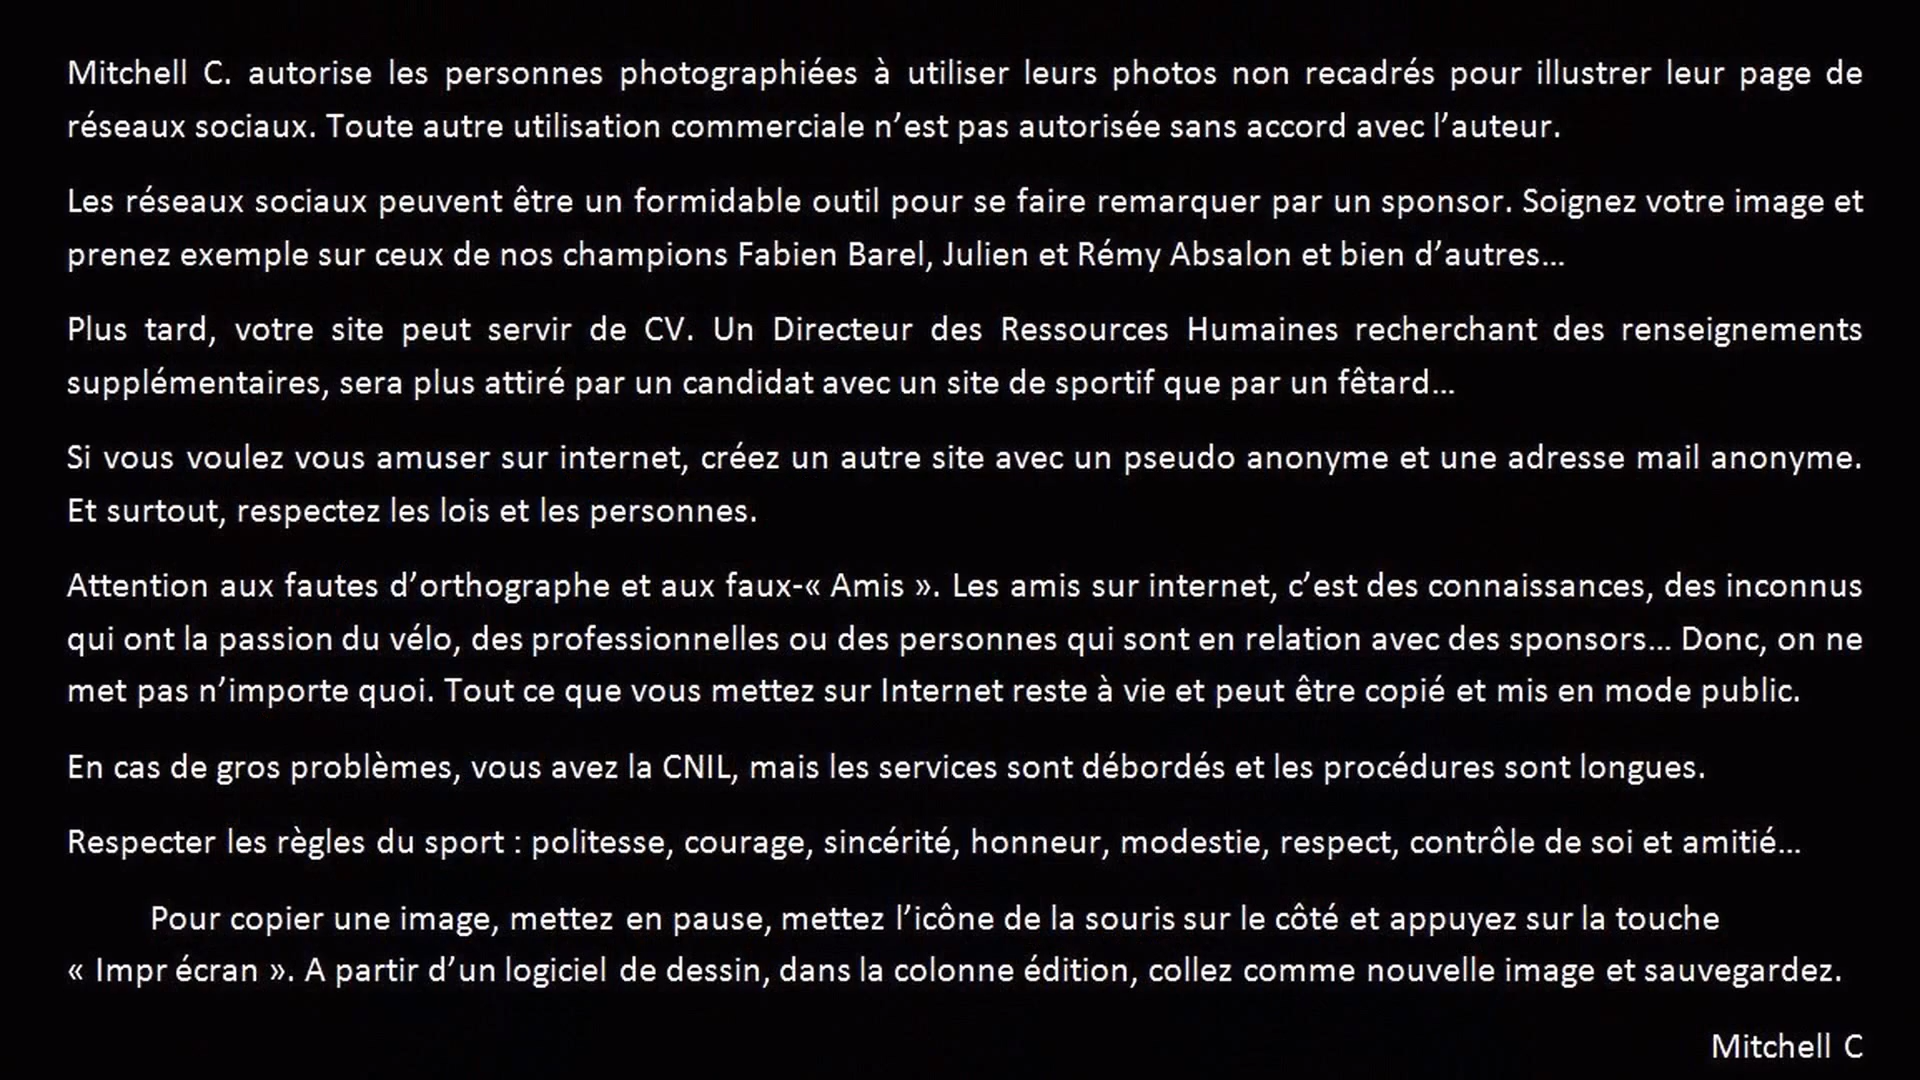 Mitchell C. autorise les personnes photographiées à utiliser leurs photos non recadrés pour illustrer leur page de
réseaux sociaux. Toute autre utilisation commerciale n’est pas autorisée sans accord avec l’auteur.
Les réseaux sociaux peuvent être un formidable outil pour se faire remarquer par un sponsor. Soignez votre image et
prenez exemple sur ceux de nos champions Fabien Barel, Julien et Rémy Absalon et bien d’autres…
Plus tard, votre site peut servir de CV. Un Directeur des Ressources Humaines recherchant des renseignements
supplémentaires, sera plus attiré par un candidat avec un site de sportif que par un fêtard…
Si vous voulez vous amuser sur internet, créez un autre site avec un pseudo anonyme et une adresse mail anonyme.
Et surtout, respectez les lois et les personnes.
Attention aux fautes d’orthographe et aux faux-« Amis ». Les amis sur internet, c’est des connaissances, des inconnus
qui ont la passion du vélo, des professionnelles ou des personnes qui sont en relation avec des sponsors… Donc, on ne
met pas n’importe quoi. Tout ce que vous mettez sur Internet reste à vie et peut être copié et mis en mode public.
En cas de gros problèmes, vous avez la CNIL, mais les services sont débordés et les procédures sont longues.
Respecter les règles du sport : politesse, courage, sincérité, honneur, modestie, respect, contrôle de soi et amitié…
Pour copier une image, mettez en pause, mettez l’icône de la souris sur le côté et appuyez sur la touche
« Impr écran ». A partir d’un logiciel de dessin, dans la colonne édition, collez comme nouvelle image et sauvegardez.
Mitchell C